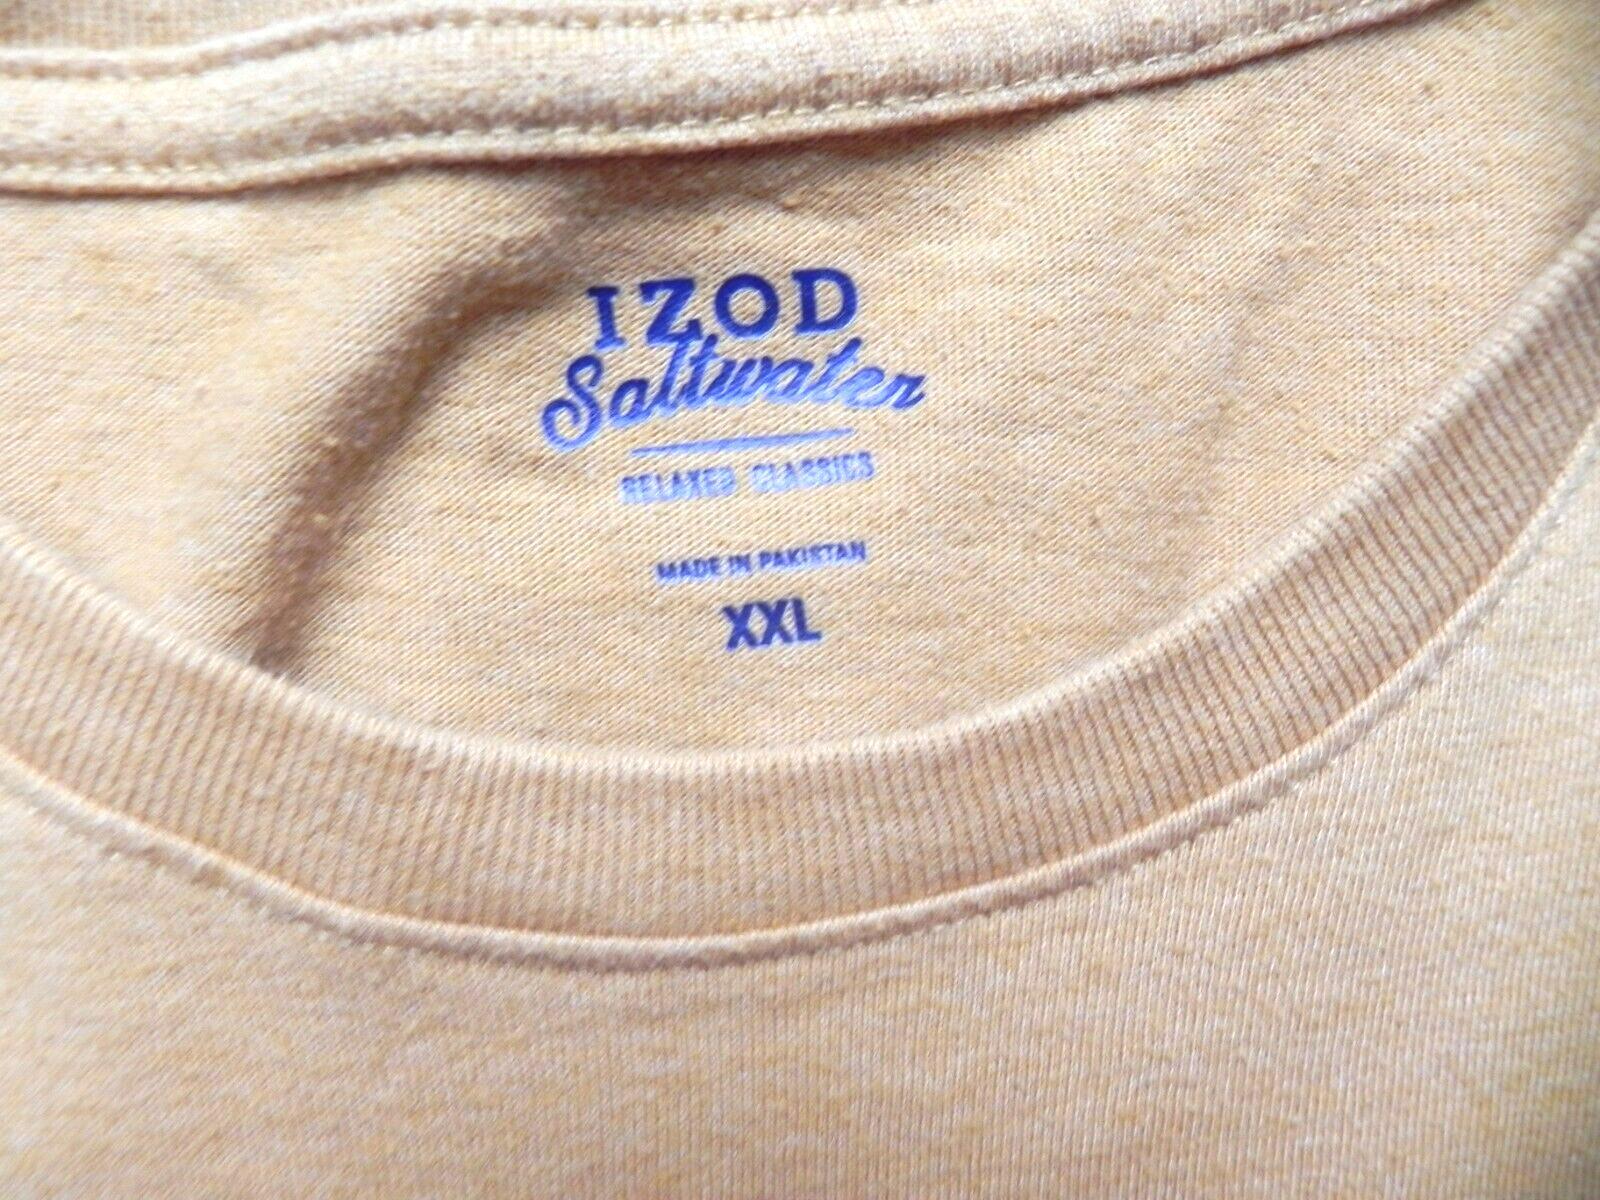 IZOD
Saltwater
RELAXED CLASSICS
MADE IN PAKISTAN
XXL